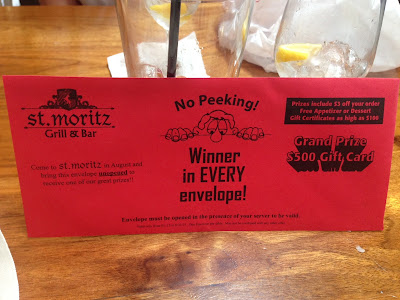 st.moritz
Grill & Bar
Come to st.moritz in August and
bring this envelope unopened to
receive one of our great prizes!!
No Peeking!
Winner
in EVERY
envelope!
Prizes Include $3 off your order
Free Appetizer or Dessert
Gift Certificates as high as $100
Grand Prize
$500 Gift Card
Envelope must be opened in the presence of your server to be valid.